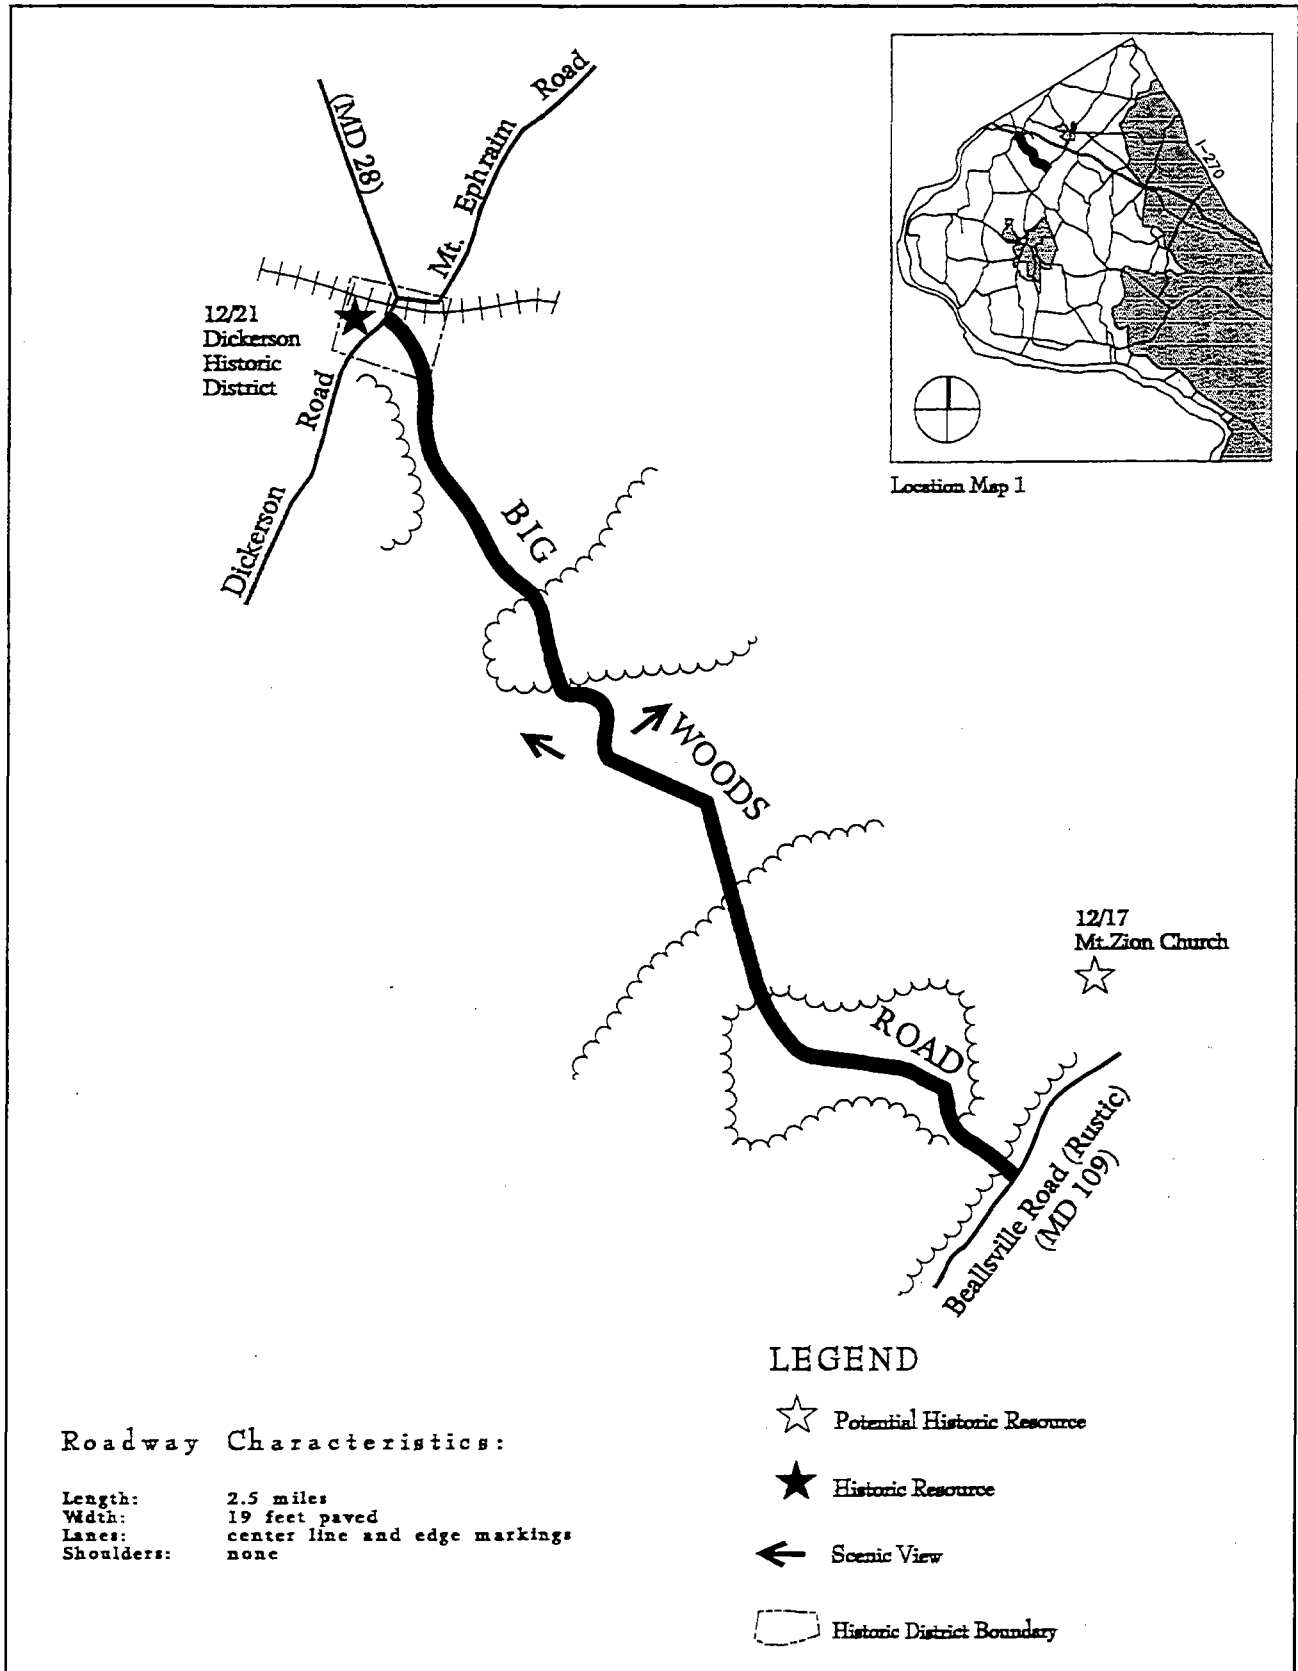 (MD 28)
Mt. Ephraim Road
I-270
Location Map 1
12/21
Dickerson
Historic
District
Dickerson Road
BIG WOODS ROAD
12/17
Mt.Zion Church
Beallsville Road (Rustic)
(MD 109)
LEGEND
Potential Historic Resource
Historic Resource
Scenic View
Historic District Boundary
Roadway Characteristics:
Length: 2.5 miles
Width: 19 feet paved
Lanes: center line and edge markings
Shoulders: none